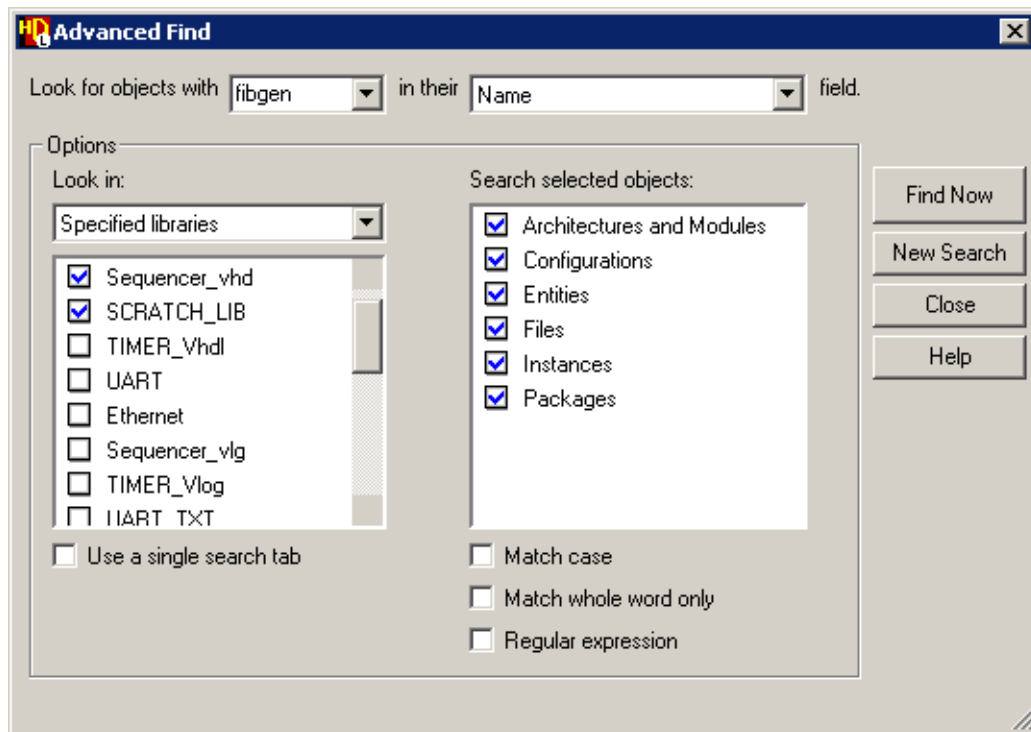 HDL Advanced Find
Look for objects with fibgen in their Name field.
Options
Look in:
Specified libraries
Sequencer_vhd
SCRATCH_LIB
TIMER_Vhdl
UART
Ethernet
Sequencer_vlg
TIMER_Vlog
UART_TXT
Use a single search tab
Search selected objects:
Architectures and Modules
Configurations
Entities
Files
Instances
Packages
Match case
Match whole word only
Regular expression
Find Now
New Search
Close
Help